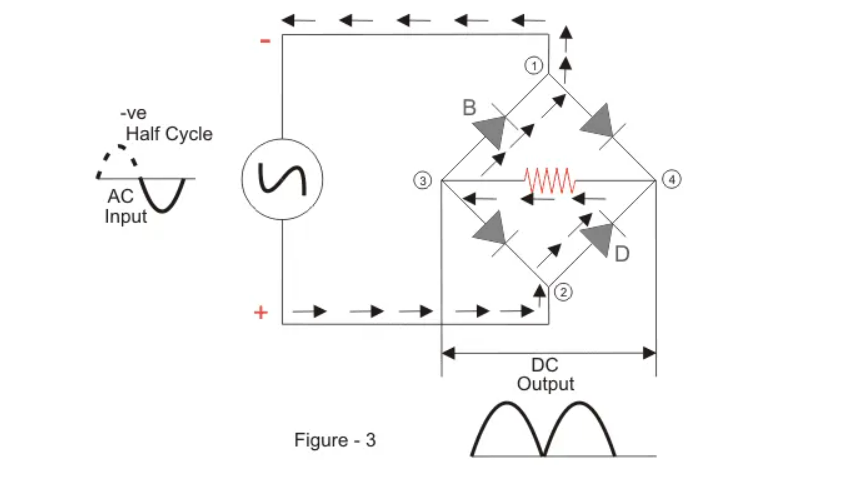 -
-ve
Half Cycle
AC
Input
+
B
D
1
3
4
2
DC
Output
Figure - 3